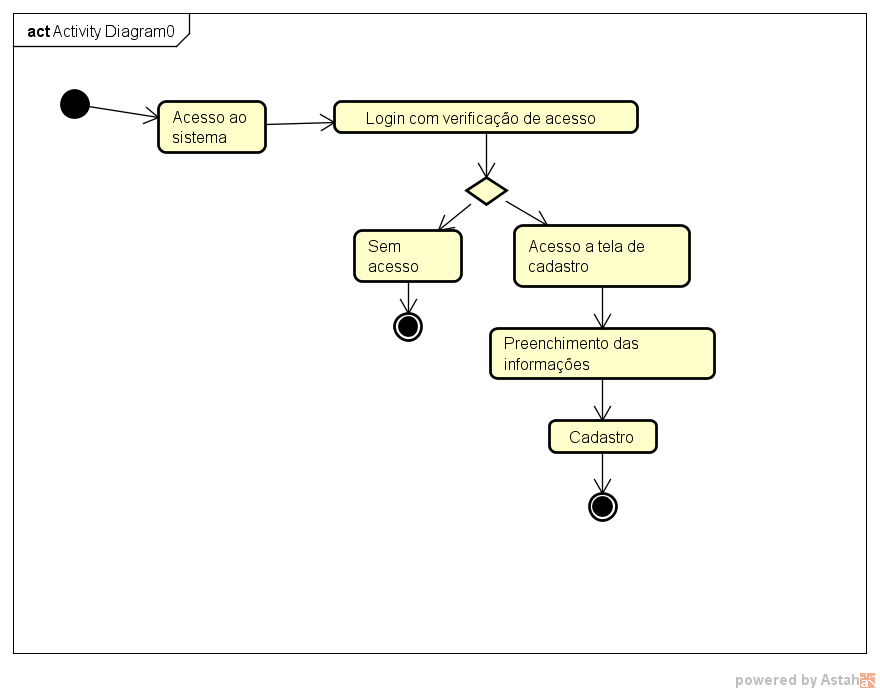 act Activity Diagram0
Acesso ao
sistema
Login com verificação de acesso
Sem
acesso
Acesso a tela de
cadastro
Preenchimento das
informações
Cadastro
powered by Astah